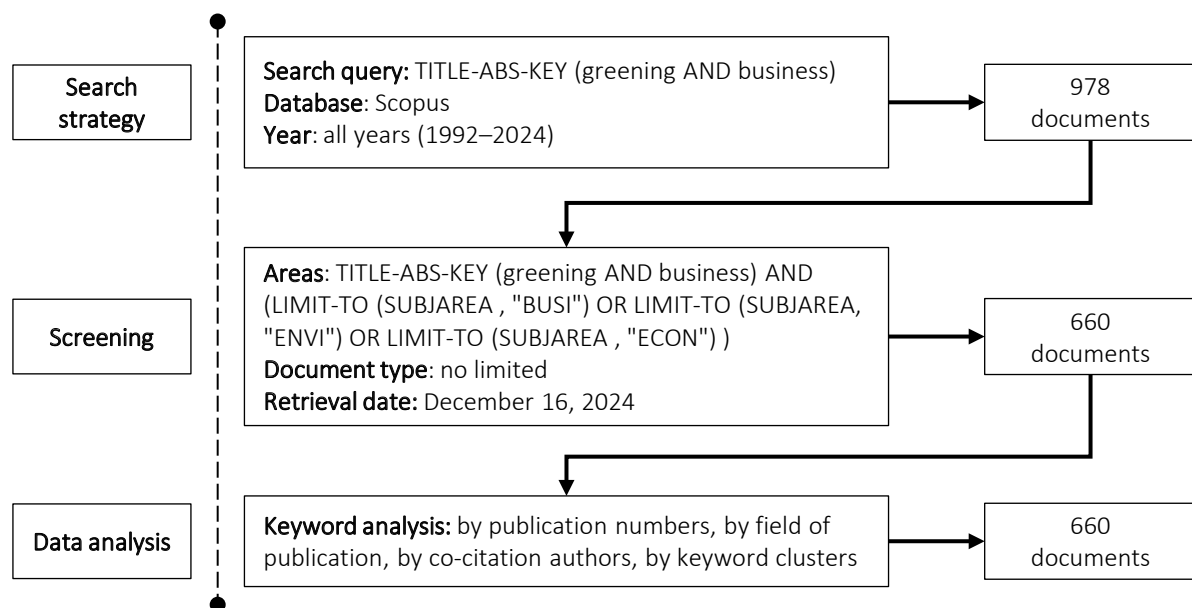 Search
strategy
Search query: TITLE-ABS-KEY (greening AND business)
Database: Scopus
Year: all years (1992–2024)
978
documents
Screening
Areas: TITLE-ABS-KEY (greening AND business) AND
(LIMIT-TO (SUBJAREA , "BUSI") OR LIMIT-TO (SUBJAREA,
"ENVI") OR LIMIT-TO (SUBJAREA , "ECON") )
Document type: no limited
Retrieval date: December 16, 2024
660
documents
Data analysis
Keyword analysis: by publication numbers, by field of
publication, by co-citation authors, by keyword clusters
660
documents